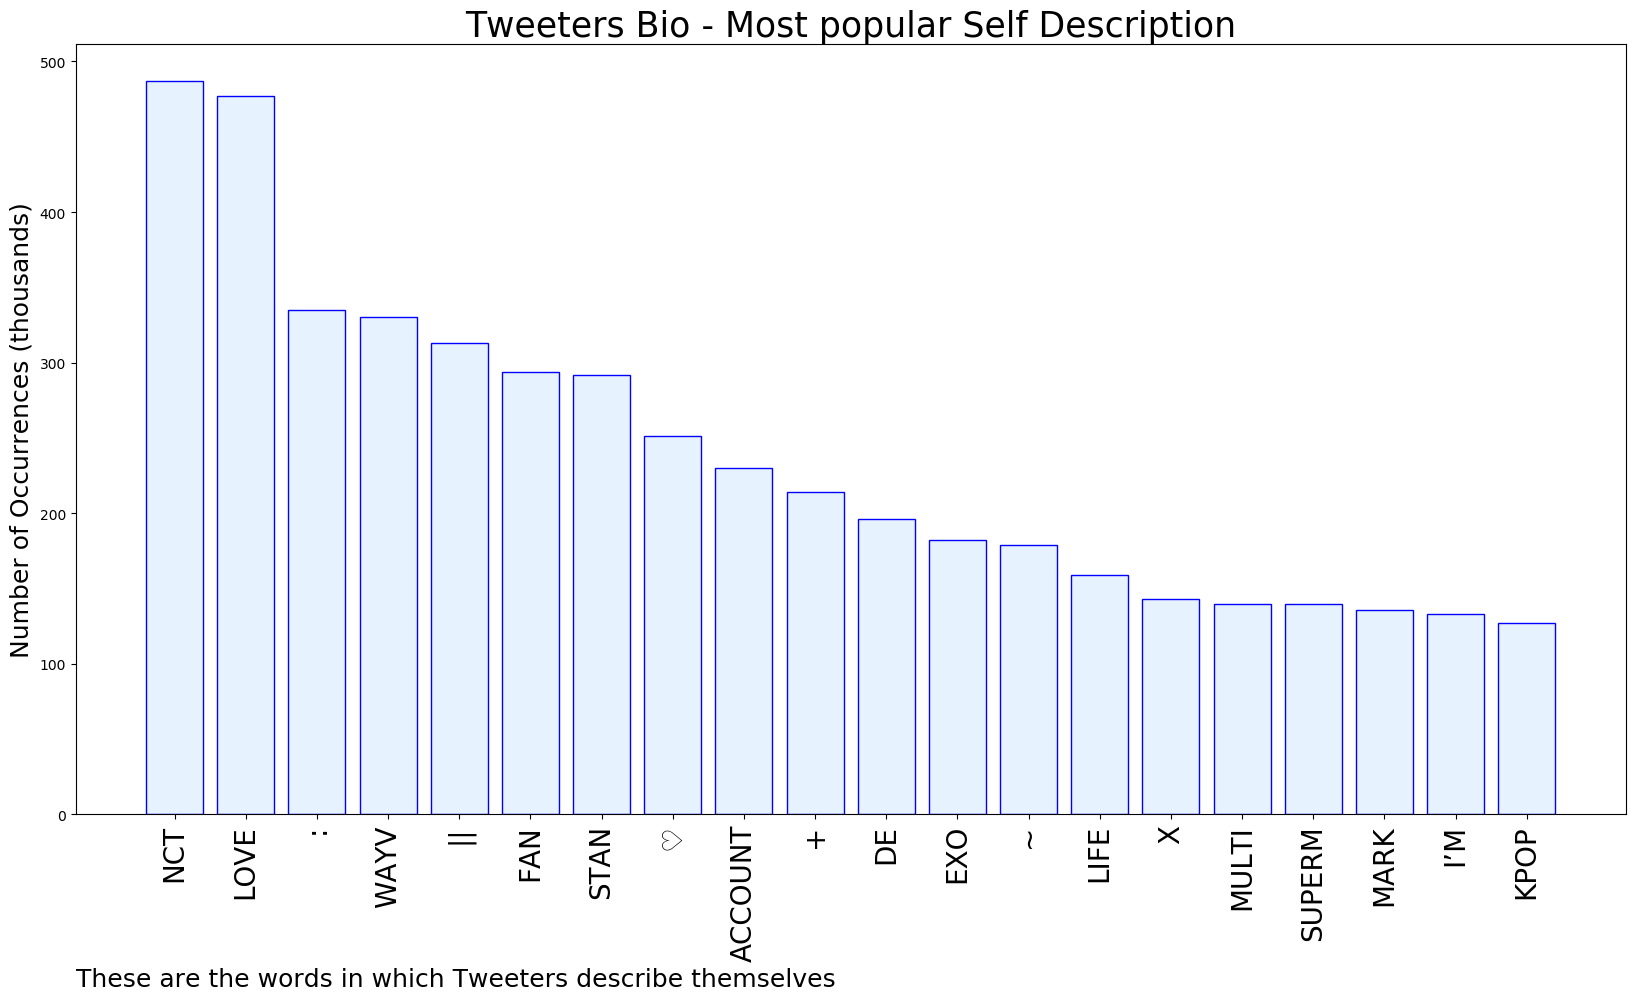 Tweeters Bio - Most popular Self Description
Number of Occurrences (thousands)
500
400
300
200
100
0
NCT
LOVE
:
WAYV
||
FAN
STAN
♡
ACCOUNT
+
DE
EXO
~
LIFE
X
MULTI
SUPERM
MARK
I’M
KPOP
These are the words in which Tweeters describe themselves